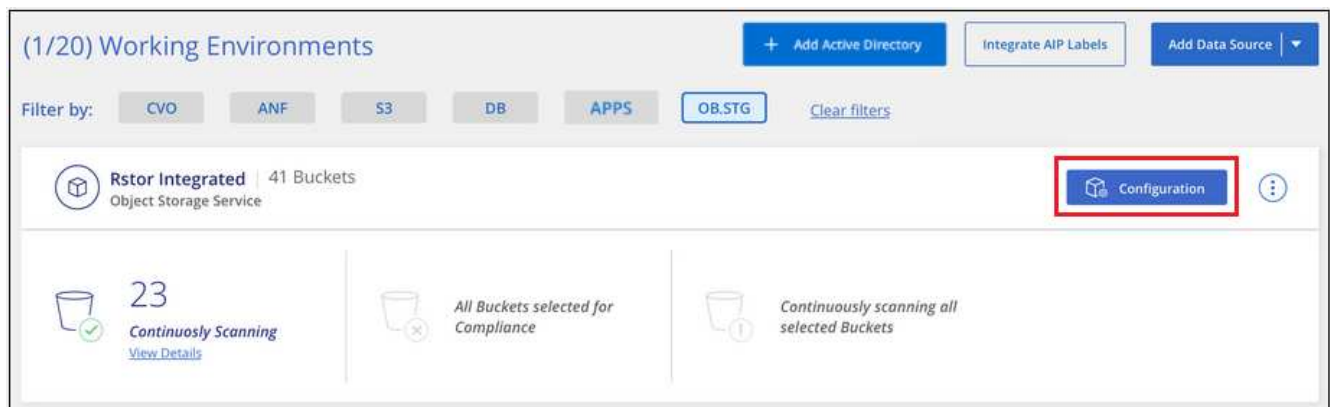 (1/20) Working Environments
+ Add Active Directory
Integrate AIP Labels
Add Data Source
Filter by:
CVO
ANF
S3
DB
APPS
OB.STG
Clear filters
Rstor Integrated | 41 Buckets
Object Storage Service
Configuration
23
Continuosly Scanning
View Details
All Buckets selected for
Compliance
Continuously scanning all
selected Buckets